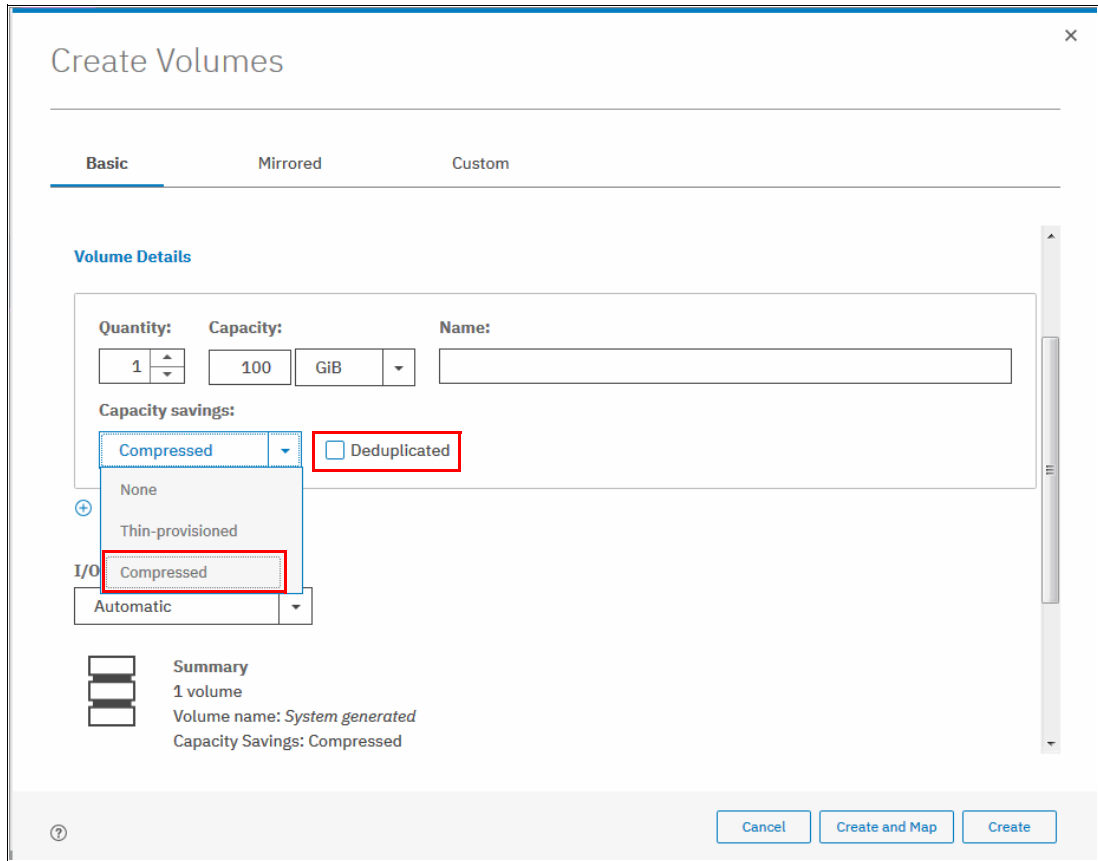 Create Volumes
Basic Mirrored Custom
Volume Details
Quantity: Capacity: Name:
1 100 GiB
Capacity savings:
Compressed Deduplicated
None
Thin-provisioned
Compressed
I/O
Automatic
Summary
1 volume
Volume name: System generated
Capacity Savings: Compressed
Cancel Create and Map Create